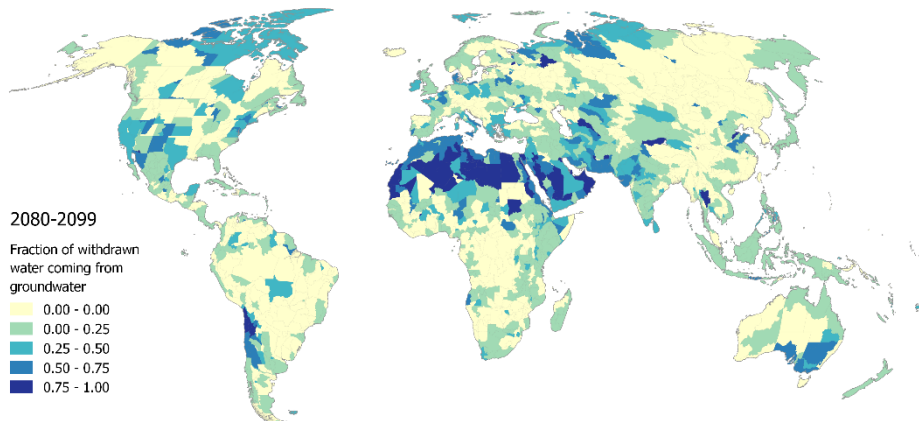 2080-2099
Fraction of withdrawn
water coming from
groundwater
0.00 - 0.00
0.00 - 0.25
0.25 - 0.50
0.50 - 0.75
0.75 - 1.00